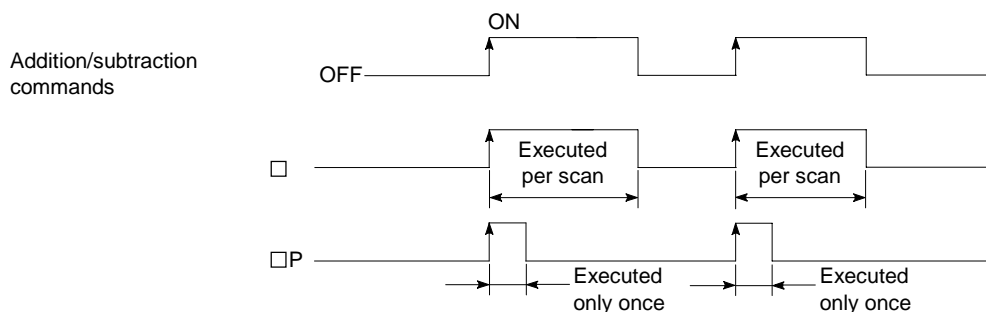 ON
Addition/subtraction
commands
OFF
Executed
per scan
Executed
per scan
□
□P
Executed
only once
Executed
only once